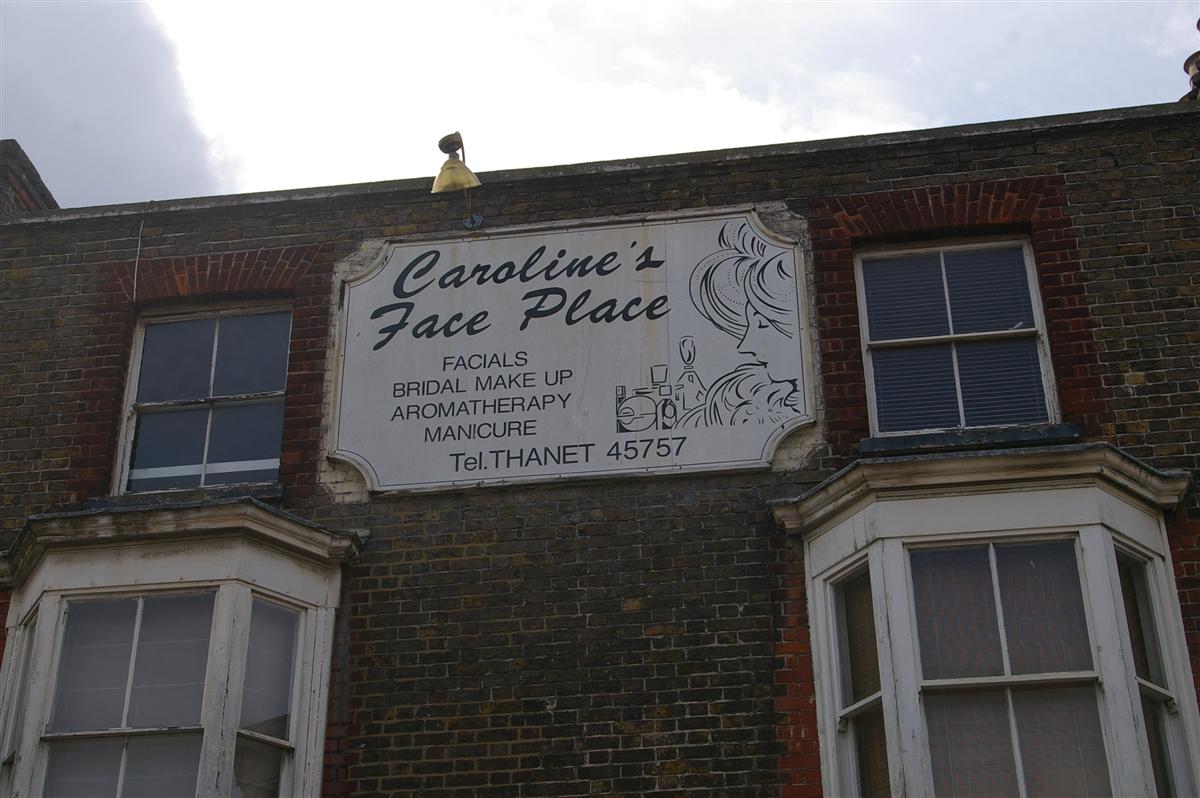 Caroline's
Face Place
FACIALS
BRIDAL MAKE UP
AROMATHERAPY
MANICURE
Tel.THANET 45757